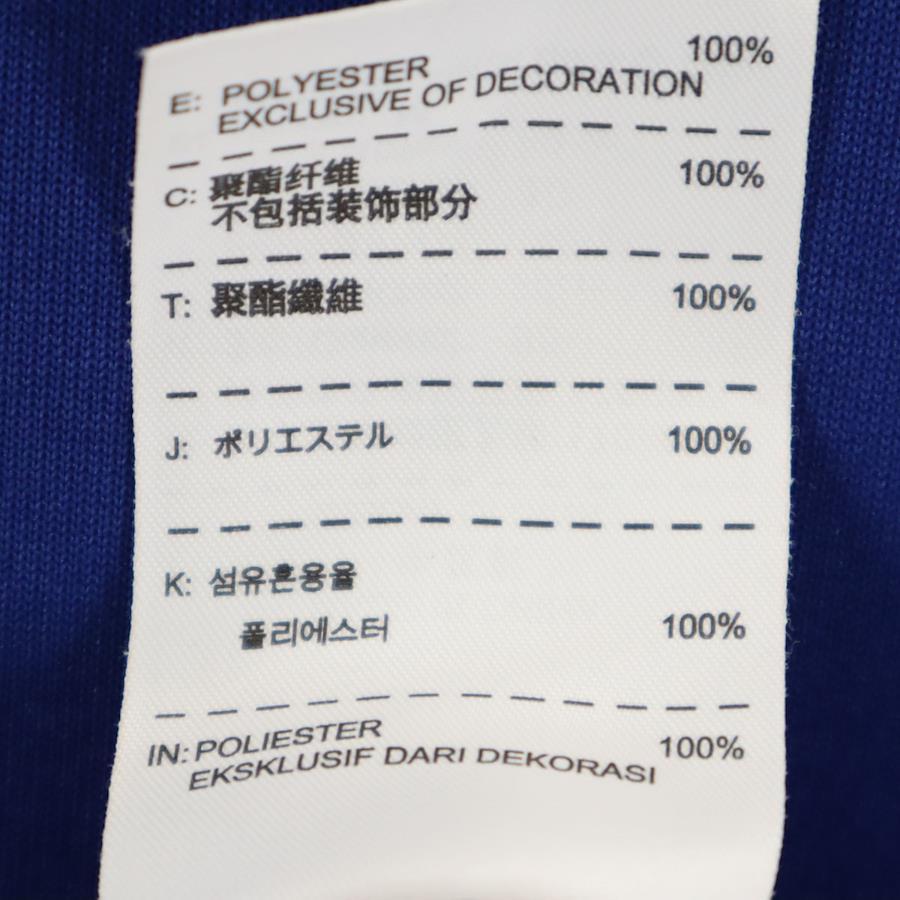 E: POLYESTER 100%
EXCLUSIVE OF DECORATION
C: 聚酯纤维 100%
不包括装饰部分
T: 聚酯纖維 100%
J: ポリエステル 100%
K: 섬유혼용율
폴리에스터 100%
IN: POLIESTER 100%
EKSKLUSIF DARI DEKORASI